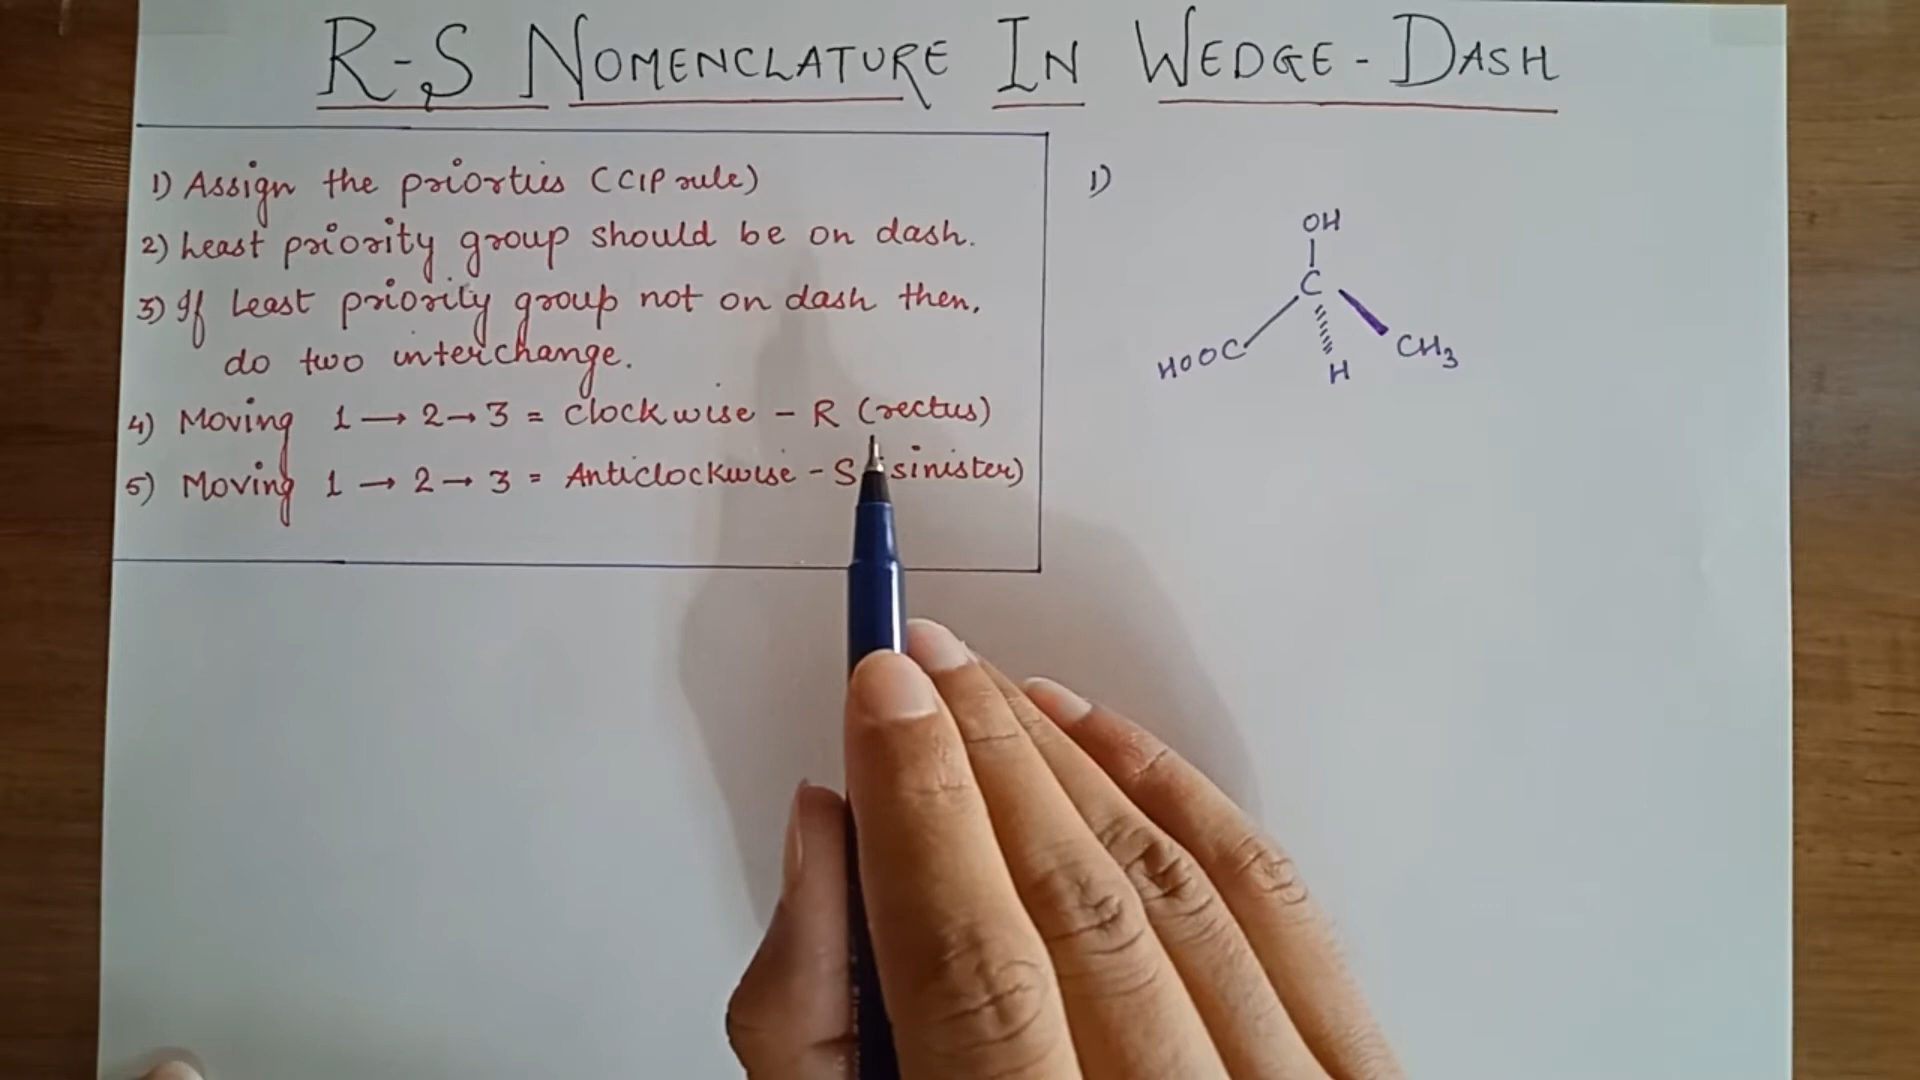 R-S NOMENCLATURE IN WEDGE-DASH
1) Assign the priorties (CIP rule)
2) Least priority group should be on dash.
3) If Least priority group not on dash then,
do two interchange.
4) Moving 1 → 2 → 3 = clockwise - R (rectus)
5) Moving 1 → 2 → 3 = Anticlockwise - S (sinister)
1)
OH
C
HOOC
H
CH3